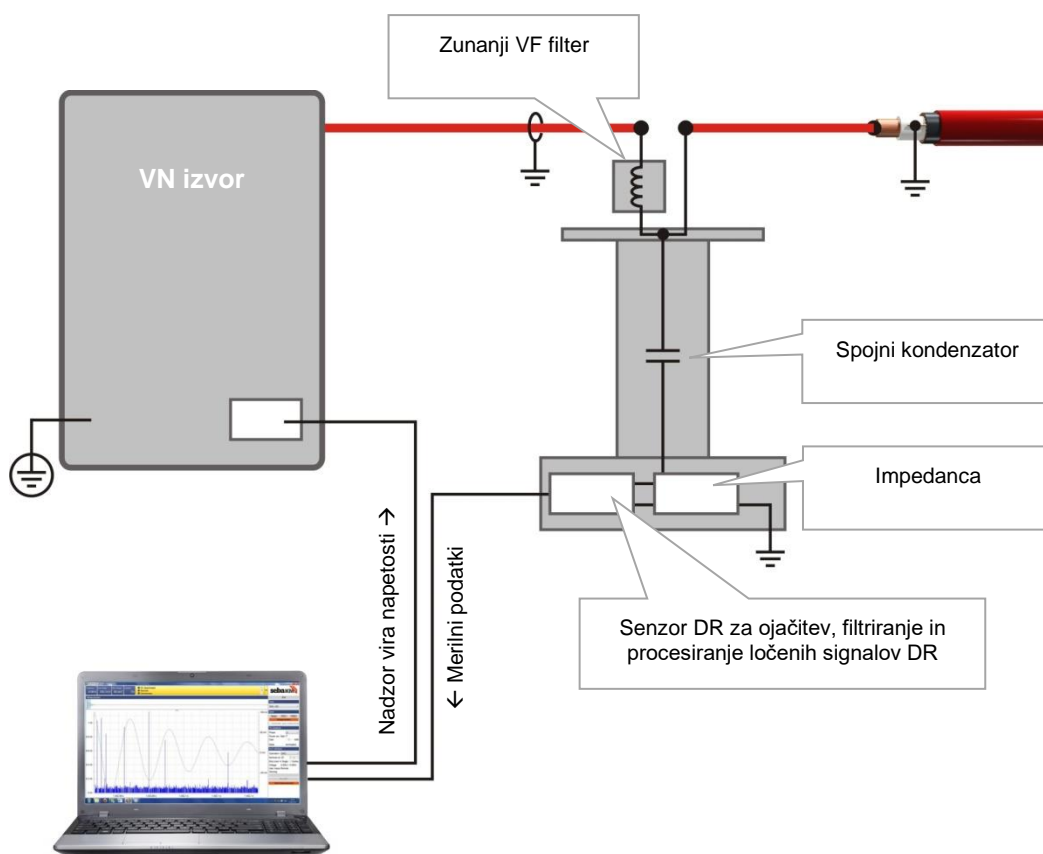 Zunanji VF filter
VN izvor
Spojni kondenzator
Impedanca
Nadzor vira napetosti →
← Merilni podatki
Senzor DR za ojačitev, filtriranje in
procesiranje ločenih signalov DR